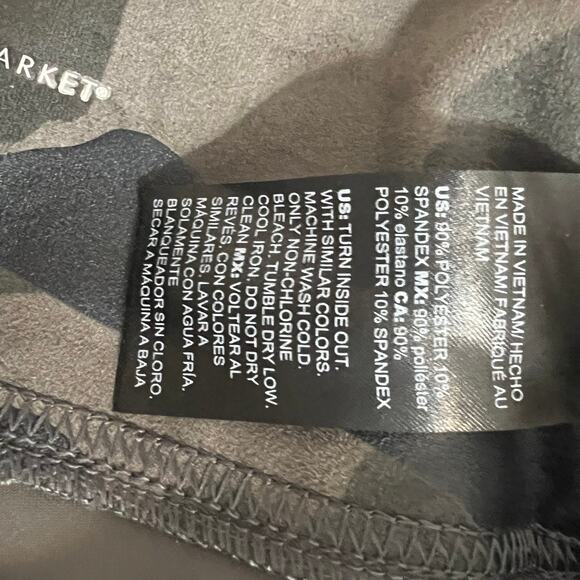 ARKET®
MADE IN VIETNAM/ HECHO
EN VIETNAM/ FABRIQUÉ AU
VIETNAM
US: 90% POLYESTER 10%
SPANDEX MX: 90% poliéster
10% elastano CA: 90%
POLYESTER 10% SPANDEX
US: TURN INSIDE OUT.
WITH SIMILAR COLORS.
MACHINE WASH COLD.
ONLY NON-CHLORINE
BLEACH. TUMBLE DRY LOW.
COOL IRON. DO NOT DRY
CLEAN MX: VOLTEAR AL
REVÉS. CON COLORES
SIMILARES. LAVAR A
MÁQUINA CON AGUA FRÍA.
SOLAMENTE
BLANQUEADOR SIN CLORO.
SECAR A MÁQUINA A BAJA